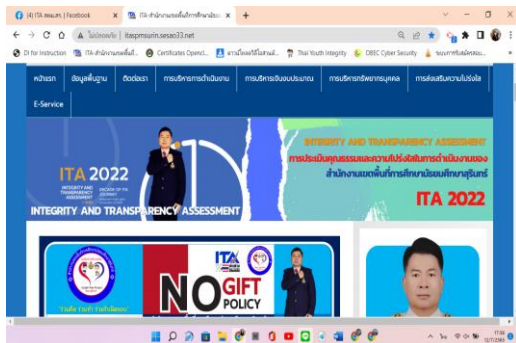 (4) ITA สพม.สร. | Facebook
ITA-สำนักงานเขตพื้นที่การศึกษามัธย
ไม่ปลอดภัย | itaspmsurin.sesao33.net
DI for Instruction
ITA-สำนักงานเขตพื้นที่...
Certificates Openci...
Thai Youth Integrity
OBEC Cyber Security
หน้าแรก ข้อมูลพื้นฐาน ติดต่อเรา การบริหารการดำเนินงาน การบริหารเงินงบประมาณ การบริหารทรัพยากรบุคคล การส่งเสริมความโปร่งใส
E-Service
INTEGRITY AND TRANSPARENCY ASSESSMENT
การประเมินคุณธรรมและความโปร่งใสในการดำเนินงานของ
สำนักงานเขตพื้นที่การศึกษามัธยมศึกษาสุรินทร์
ITA 2022
ITA 2022
INTEGRITY AND TRANSPARENCY ASSESSMENT
ITA
NO GIFT
POLICY
17:02